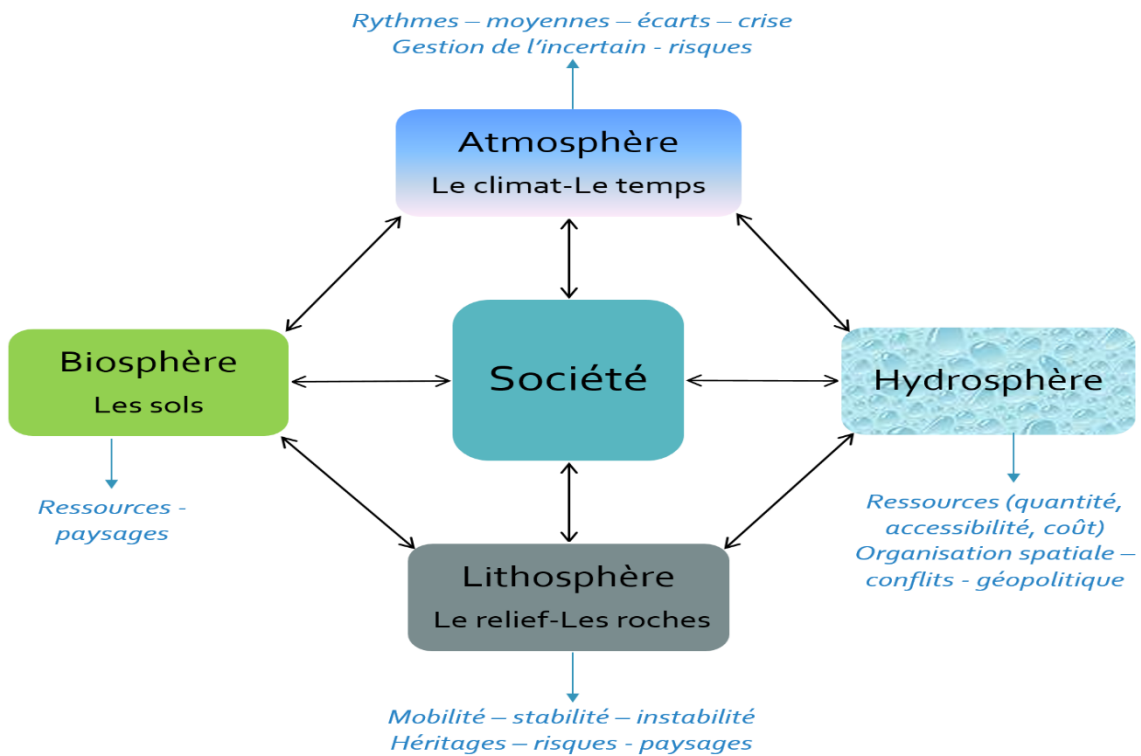 Rythmes – moyennes – écarts – crise
Gestion de l’incertain - risques
Atmosphère
Le climat-Le temps
Biosphère
Les sols
Société
Hydrosphère
Ressources -
paysages
Ressources (quantité,
accessibilité, coût)
Organisation spatiale –
conflits - géopolitique
Lithosphère
Le relief-Les roches
Mobilité – stabilité – instabilité
Héritages – risques - paysages